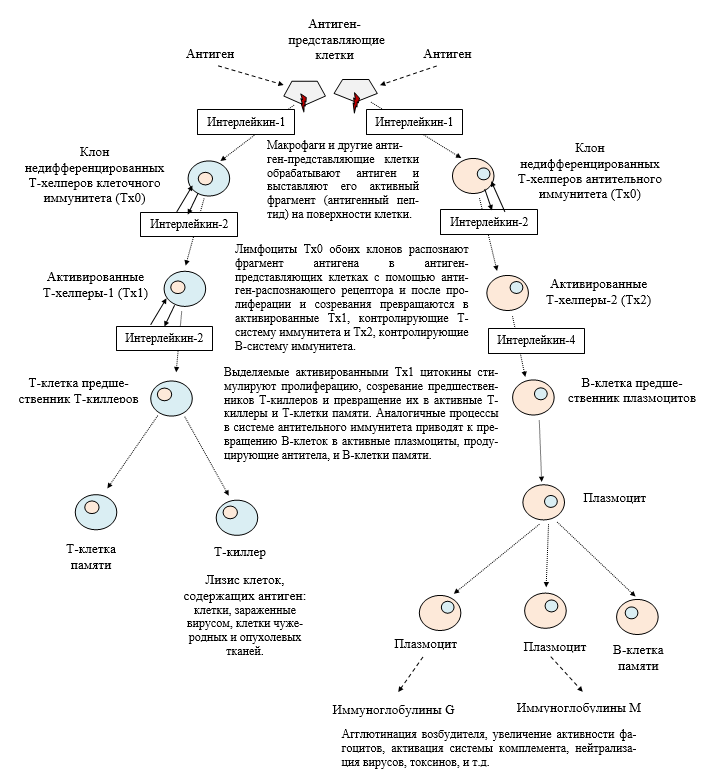 Антиген-
представляющие
клетки
Антиген
Антиген
Интерлейкин-1
Интерлейкин-1
Клон
недифференцированных
Т-хелперов клеточного
иммунитета (Тх0)
Макрофаги и другие анти-
ген-представляющие клетки
обрабатывают антиген и
выставляют его активный
фрагмент (антигенный пеп-
тид) на поверхности клетки.
Клон
недифференцированных
Т-хелперов антительного
иммунитета (Тх0)
Интерлейкин-2
Интерлейкин-2
Лимфоциты Тх0 обоих клонов распознают
фрагмент антигена в антиген-
представляющих клетках с помощью анти-
ген-распознающего рецептора и после про-
лиферации и созревания превращаются в
активированные Тх1, контролирующие Т-
систему иммунитета и Тх2, контролирующие
В-систему иммунитета.
Активированные
Т-хелперы-1 (Тх1)
Активированные
Т-хелперы-2 (Тх2)
Интерлейкин-2
Интерлейкин-4
Т-клетка предше-
ственник Т-киллеров
Выделяемые активированными Тх1 цитокины сти-
мулируют пролиферацию, созревание предшествен-
ников Т-киллеров и превращение их в активные Т-
киллеры и Т-клетки памяти. Аналогичные процессы
в системе антительного иммунитета приводят к пре-
вращению В-клеток в активные плазмоциты, проду-
цирующие антитела, и В-клетки памяти.
В-клетка предше-
ственник плазмоцитов
Плазмоцит
Т-клетка
памяти
Т-киллер
Лизис клеток,
содержащих антиген:
клетки, зараженные
вирусом, клетки чуже-
родных и опухолевых
тканей.
Плазмоцит
Плазмоцит
В-клетка
памяти
Иммуноглобулины G
Иммуноглобулины М
Агглютинация возбудителя, увеличение активности фа-
гоцитов, активация системы комплемента, нейтрализа-
ция вирусов, токсинов, и т.д.